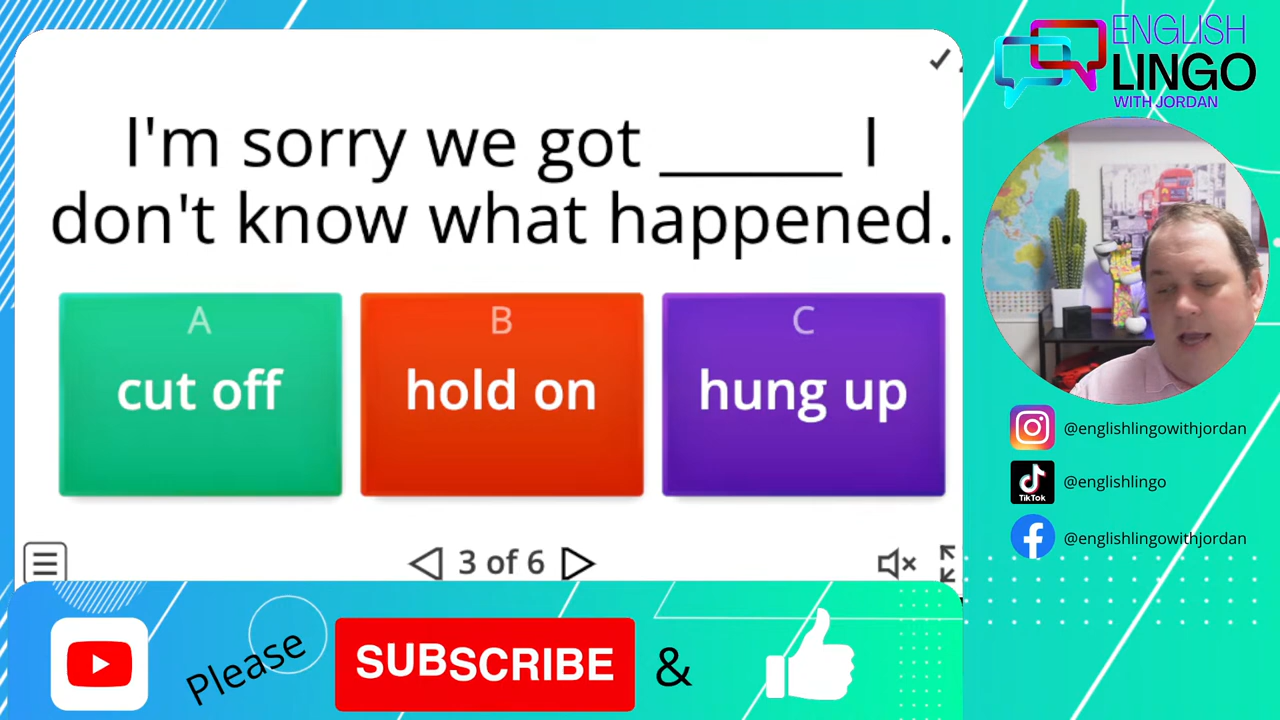 I'm sorry we got ______ I
don't know what happened.
A
cut off
B
hold on
C
hung up
3 of 6
Please
SUBSCRIBE
&
ENGLISH
LINGO
WITH JORDAN
@englishlingowithjordan
TikTok
@englishlingo
@englishlingowithjordan